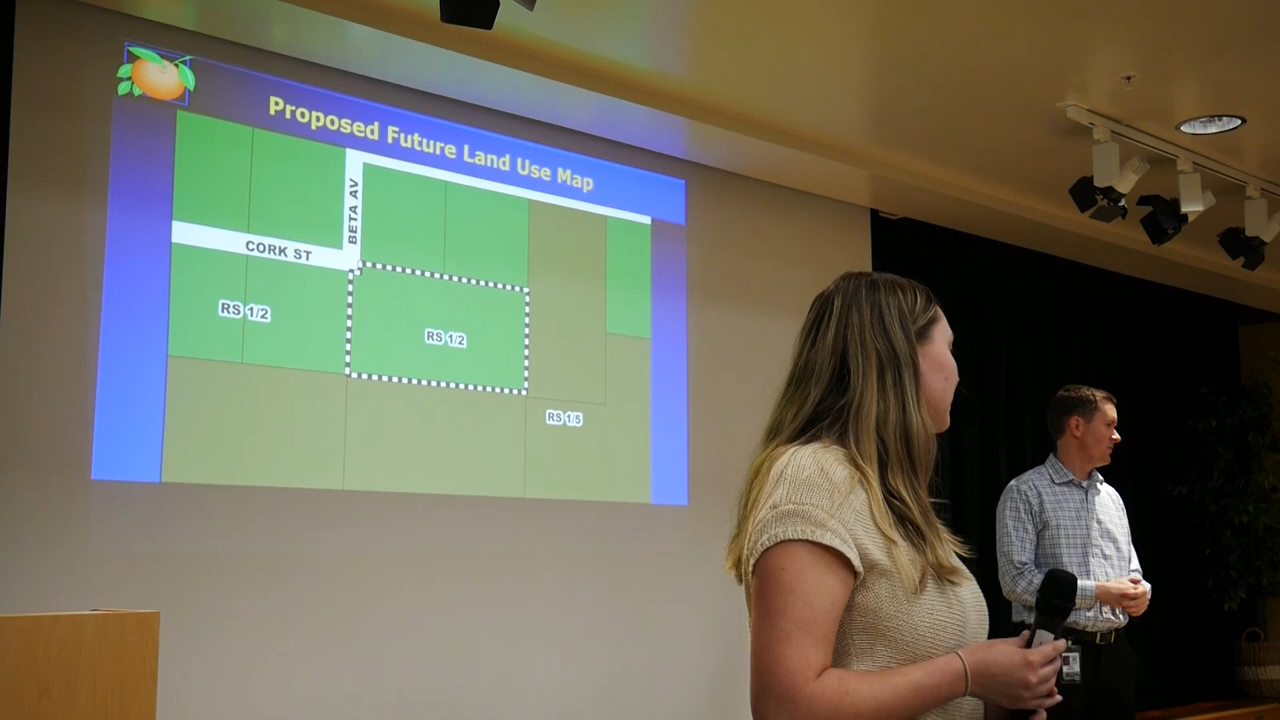 Proposed Future Land Use Map
BETA AV
CORK ST
RS 1/2
RS 1/2
RS 1/5